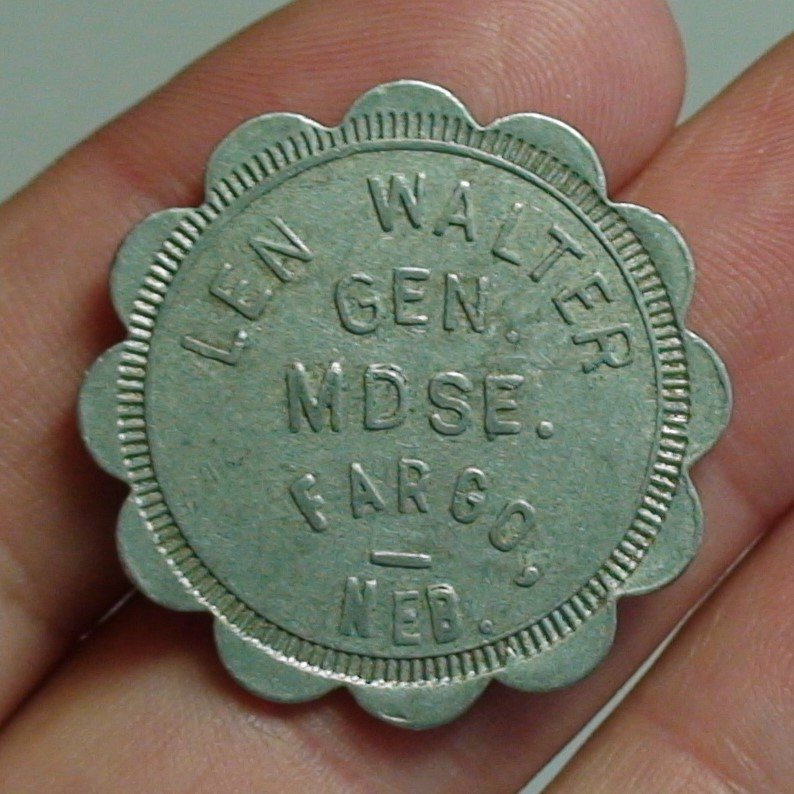 LEN WALTER
GEN.
MDSE.
FARGO,
—
NEB.